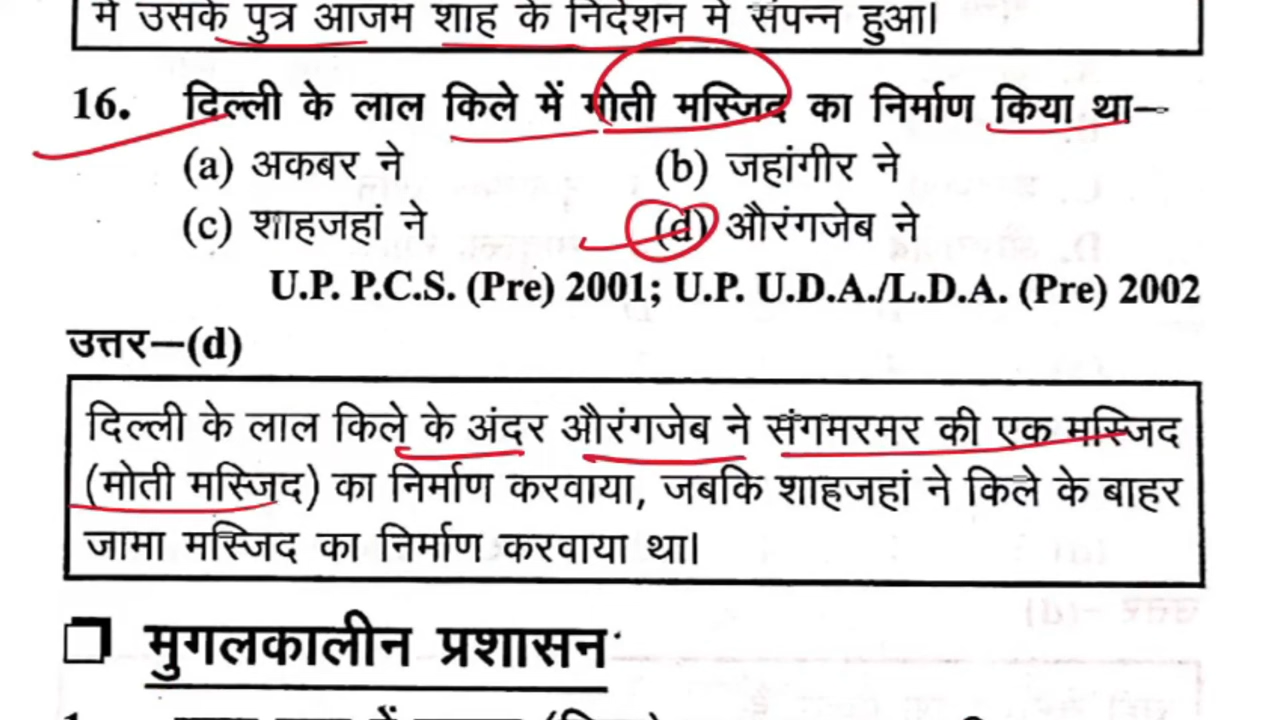 में उसके पुत्र आजम शाह के निर्देशन में संपन्न हुआ।
16. दिल्ली के लाल किले में मोती मस्जिद का निर्माण किया था–
(a) अकबर ने (b) जहांगीर ने
(c) शाहजहां ने (d) औरंगजेब ने
U.P. P.C.S. (Pre) 2001; U.P. U.D.A./L.D.A. (Pre) 2002
उत्तर–(d)
दिल्ली के लाल किले के अंदर औरंगजेब ने संगमरमर की एक मस्जिद
(मोती मस्जिद) का निर्माण करवाया, जबकि शाहजहां ने किले के बाहर
जामा मस्जिद का निर्माण करवाया था।
मुगलकालीन प्रशासन